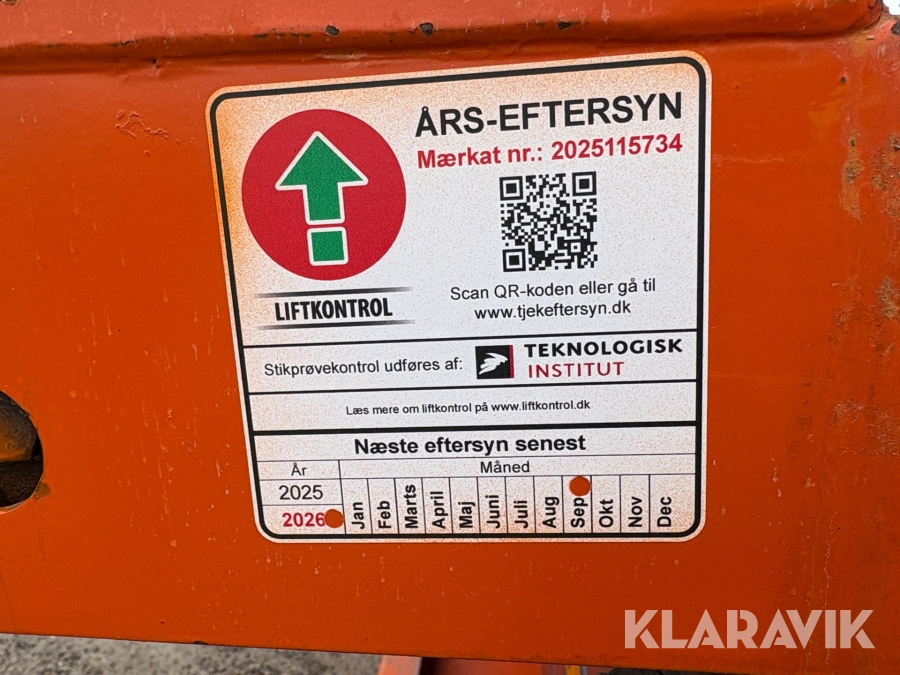 ÅRS-EFTERSYN
Mærkat nr.: 2025115734
Scan QR-koden eller gå til
www.tjekeftersyn.dk
LIFTKONTROL
Stikprøvekontrol udføres af:
TEKNOLOGISK
INSTITUT
Læs mere om liftkontrol på www.liftkontrol.dk
Næste eftersyn senest
År Måned
2025
2026
Jan Feb Marts April Maj Juni Juli Aug Sep Okt Nov Dec
KLARAVIK